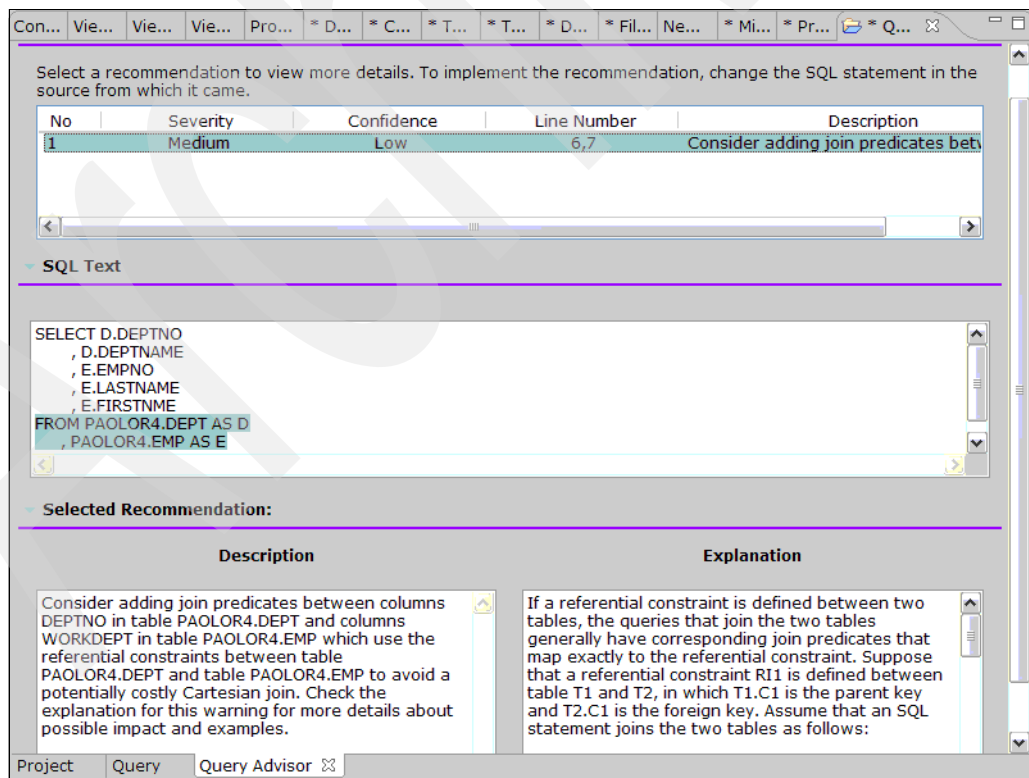 Con... Vie... Vie... Vie... Pro... * D... * C... * T... * T... * D... * Fil... Ne... * Mi... * Pr... * Q...
Select a recommendation to view more details. To implement the recommendation, change the SQL statement in the
source from which it came.
No Severity Confidence Line Number Description
1 Medium Low 6,7 Consider adding join predicates betw
SQL Text
SELECT D.DEPTNO
, D.DEPTNAME
, E.EMPNO
, E.LASTNAME
, E.FIRSTNME
FROM PAOLOR4.DEPT AS D
, PAOLOR4.EMP AS E
Selected Recommendation:
Description
Consider adding join predicates between columns
DEPTNO in table PAOLOR4.DEPT and columns
WORKDEPT in table PAOLOR4.EMP which use the
referential constraints between table
PAOLOR4.DEPT and table PAOLOR4.EMP to avoid a
potentially costly Cartesian join. Check the
explanation for this warning for more details about
possible impact and examples.
Explanation
If a referential constraint is defined between two
tables, the queries that join the two tables
generally have corresponding join predicates that
map exactly to the referential constraint. Suppose
that a referential constraint RI1 is defined between
table T1 and T2, in which T1.C1 is the parent key
and T2.C1 is the foreign key. Assume that an SQL
statement joins the two tables as follows:
Project Query Query Advisor